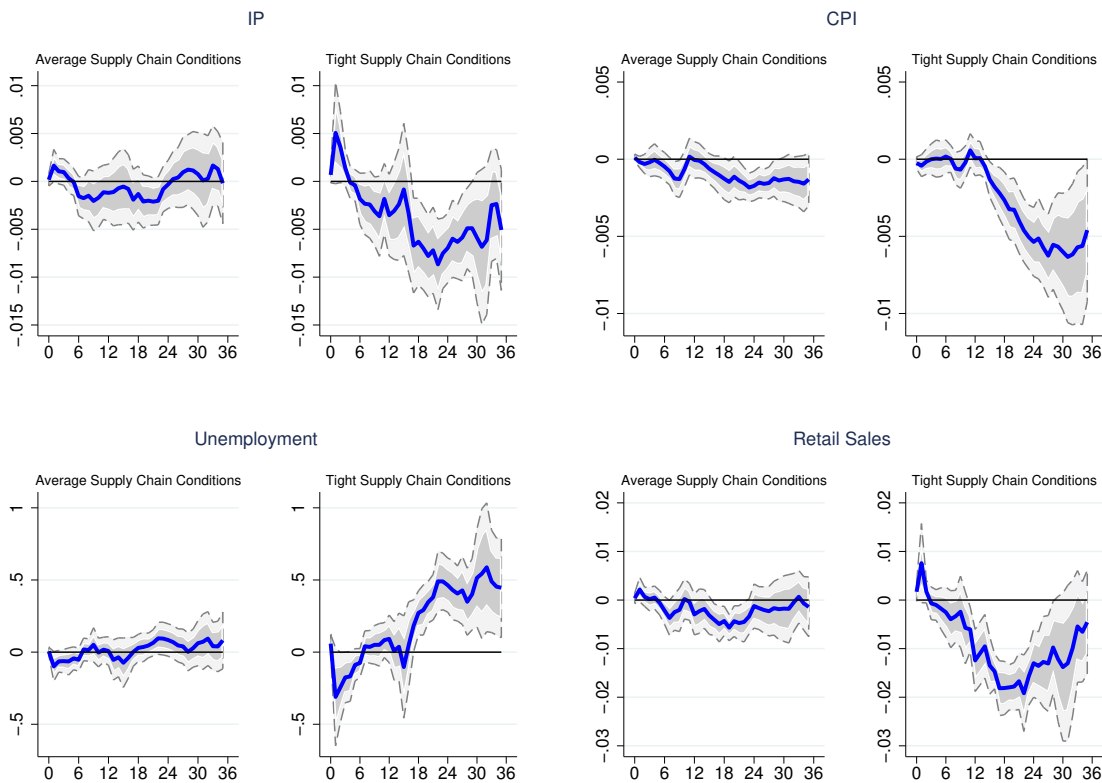 IP
Average Supply Chain Conditions
.01
.005
0
-.005
-.01
-.015
0 6 12 18 24 30 36
Tight Supply Chain Conditions
.01
.005
0
-.005
-.01
-.015
0 6 12 18 24 30 36
CPI
Average Supply Chain Conditions
.005
0
-.005
-.01
0 6 12 18 24 30 36
Tight Supply Chain Conditions
.005
0
-.005
-.01
0 6 12 18 24 30 36
Unemployment
Average Supply Chain Conditions
1
.5
0
-.5
0 6 12 18 24 30 36
Tight Supply Chain Conditions
1
.5
0
-.5
0 6 12 18 24 30 36
Retail Sales
Average Supply Chain Conditions
.02
.01
0
-.01
-.02
-.03
0 6 12 18 24 30 36
Tight Supply Chain Conditions
.02
.01
0
-.01
-.02
-.03
0 6 12 18 24 30 36